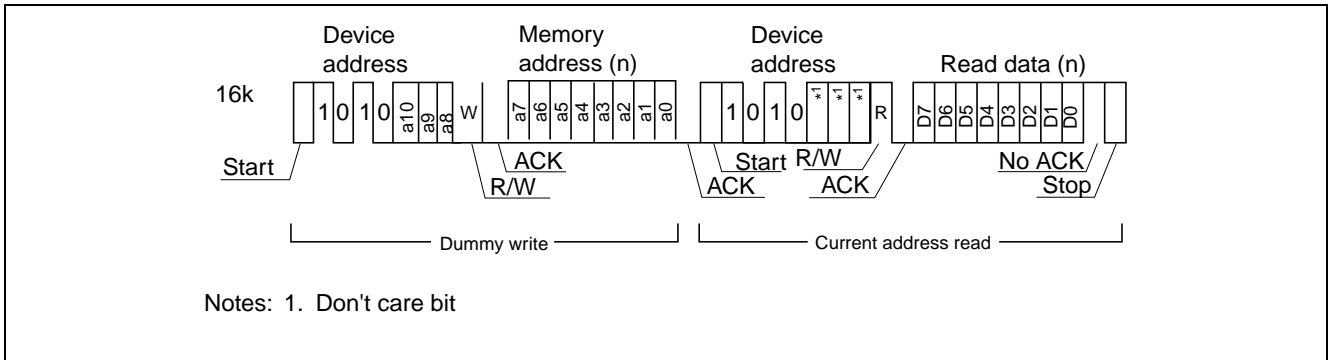 Device address
Memory address (n)
Device address
Read data (n)
16k
1 0 1 0 a10 a9 a8 W
a7 a6 a5 a4 a3 a2 a1 a0
1 0 1 0 *1 *1 *1 R
D7 D6 D5 D4 D3 D2 D1 D0
Start
R/W
ACK
ACK
Start
R/W
ACK
No ACK
Stop
Dummy write
Current address read
Notes: 1. Don't care bit